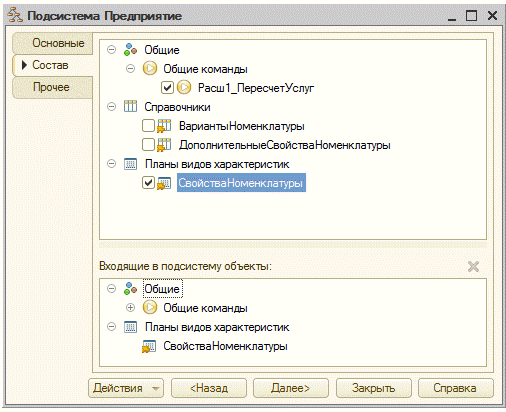 Подсистема Предприятие
Основные
Состав
Прочее
Общие
Общие команды
Расш1_ПересчетУслуг
Справочники
ВариантыНоменклатуры
ДополнительныеСвойстваНоменклатуры
Планы видов характеристик
СвойстваНоменклатуры
Входящие в подсистему объекты:
Общие
Общие команды
Планы видов характеристик
СвойстваНоменклатуры
Действия
<Назад
Далее>
Закрыть
Справка